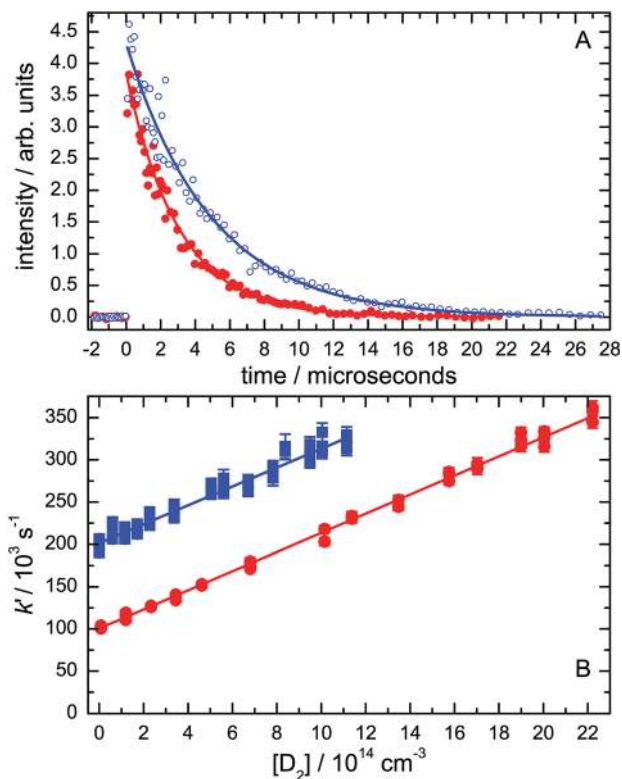 A
4.5
4.0
3.5
3.0
2.5
2.0
1.5
1.0
0.5
0.0
intensity / arb. units
-2 0 2 4 6 8 10 12 14 16 18 20 22 24 26 28
time / microseconds
350
300
250
200
150
100
50
0
k' / 10³ s⁻¹
B
0 2 4 6 8 10 12 14 16 18 20 22
[D₂] / 10¹⁴ cm⁻³